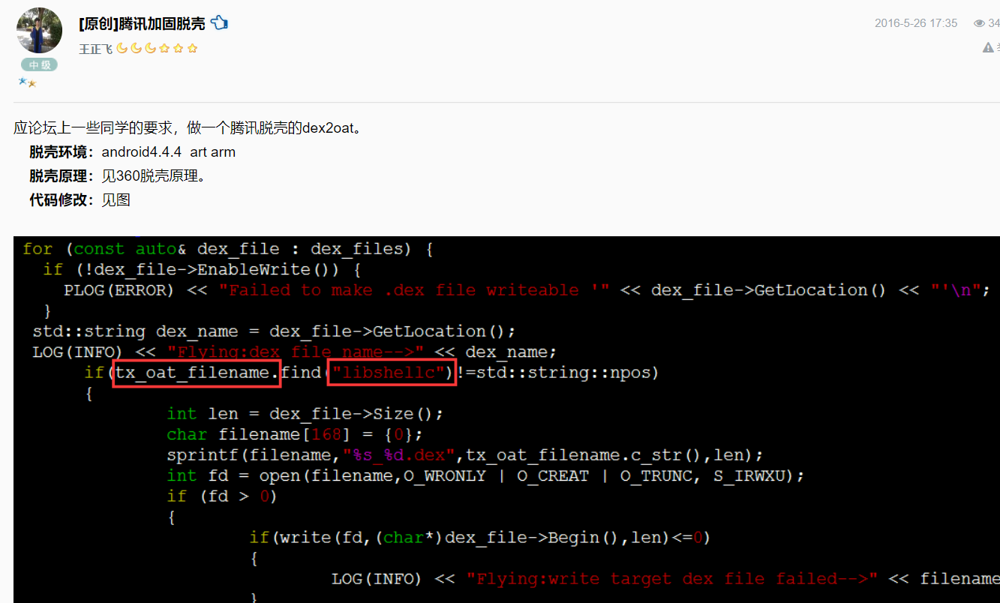 [原创]腾讯加固脱壳
2016-5-26 17:35
34
王正飞
中级
应论坛上一些同学的要求，做一个腾讯脱壳的dex2oat。
脱壳环境：android4.4.4 art arm
脱壳原理：见360脱壳原理。
代码修改：见图
for (const auto& dex_file : dex_files) {
if (!dex_file->EnableWrite()) {
PLOG(ERROR) << "Failed to make .dex file writeable '" << dex_file->GetLocation() << "'\n";
}
std::string dex_name = dex_file->GetLocation();
LOG(INFO) << "Flying:dex file name-->" << dex_name;
if(tx_oat_filename.find("libshellc")!=std::string::npos)
{
int len = dex_file->Size();
char filename[168] = {0};
sprintf(filename,"%s_%d.dex",tx_oat_filename.c_str(),len);
int fd = open(filename,O_WRONLY | O_CREAT | O_TRUNC, S_IRWXU);
if (fd > 0)
{
if(write(fd,(char*)dex_file->Begin(),len)<=0)
{
LOG(INFO) << "Flying:write target dex file failed-->" << filename
}